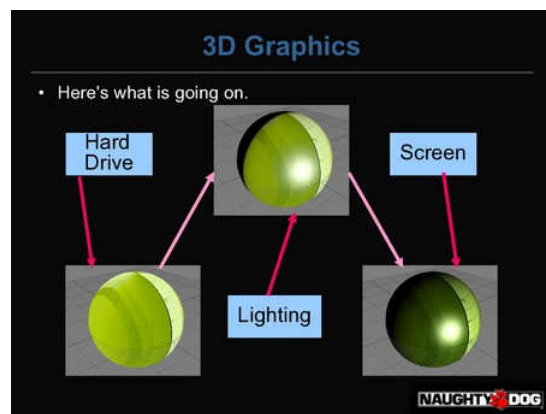 3D Graphics
• Here's what is going on.
Hard
Drive
Screen
Lighting
NAUGHTY DOG